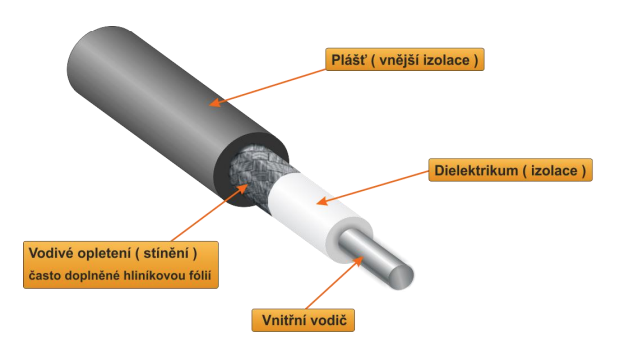 Plášť ( vnější izolace )
Dielektrikum ( izolace )
Vodivé opletení ( stínění )
často doplněné hliníkovou fólií
Vnitřní vodič